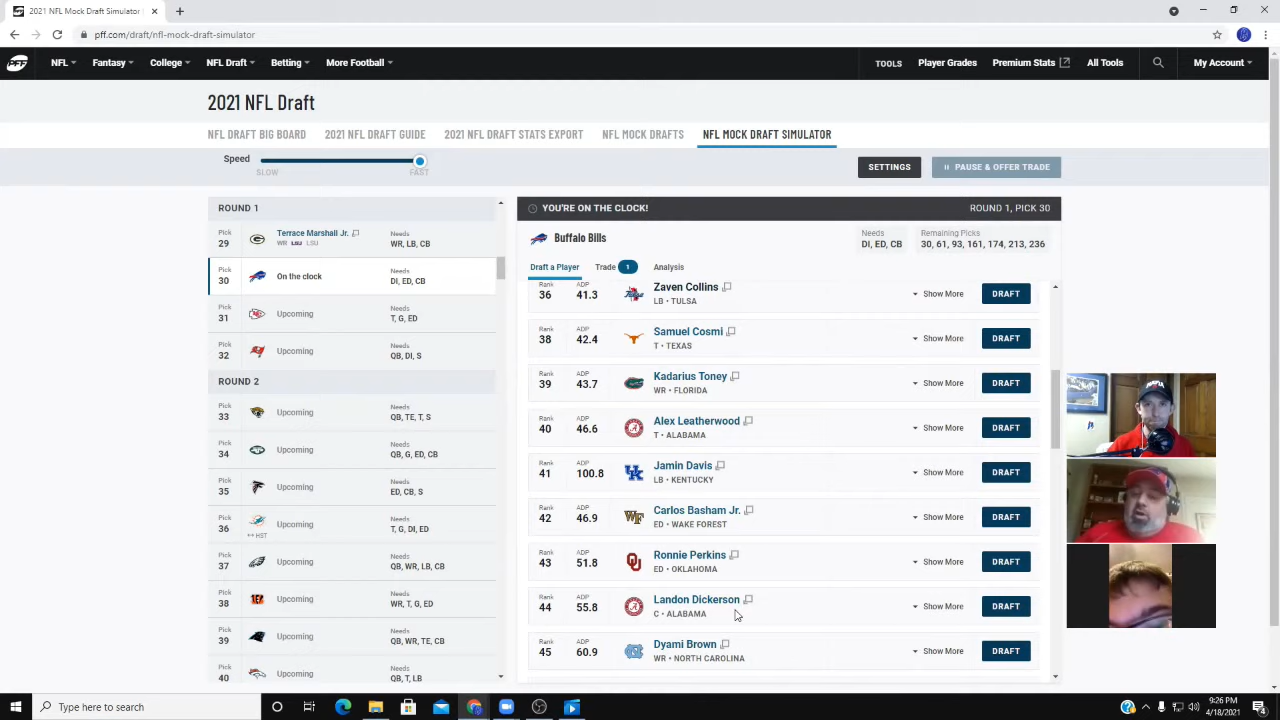 2021 NFL Mock Draft Simulator
pff.com/draft/nfl-mock-draft-simulator
PFF NFL Fantasy College NFL Draft Betting More Football TOOLS Player Grades Premium Stats All Tools My Account
2021 NFL Draft
NFL DRAFT BIG BOARD 2021 NFL DRAFT GUIDE 2021 NFL DRAFT STATS EXPORT NFL MOCK DRAFTS NFL MOCK DRAFT SIMULATOR
Speed
SLOW FAST
SETTINGS PAUSE & OFFER TRADE
ROUND 1
Pick 29 Terrace Marshall Jr. Needs
WR LSU LSU WR, LB, CB
Pick 30 On the clock Needs
DI, ED, CB
Pick 31 Upcoming Needs
T, G, ED
Pick 32 Upcoming Needs
QB, DI, S
ROUND 2
Pick 33 Upcoming Needs
QB, TE, T, S
Pick 34 Upcoming Needs
QB, G, ED, CB
Pick 35 Upcoming Needs
ED, CB, S
Pick 36 Upcoming Needs
HST T, G, DI, ED
Pick 37 Upcoming Needs
QB, WR, LB, CB
Pick 38 Upcoming Needs
WR, T, G, ED
Pick 39 Upcoming Needs
QB, WR, TE, CB
Pick 40 Upcoming Needs
QB, T, LB
YOU'RE ON THE CLOCK! ROUND 1, PICK 30
Buffalo Bills
Needs Remaining Picks
DI, ED, CB 30, 61, 93, 161, 174, 213, 236
Draft a Player Trade 1 Analysis
Rank 36 ADP 41.3 Zaven Collins Show More DRAFT
LB • TULSA
Rank 38 ADP 42.4 Samuel Cosmi Show More DRAFT
T • TEXAS
Rank 39 ADP 43.7 Kadarius Toney Show More DRAFT
WR • FLORIDA
Rank 40 ADP 46.6 Alex Leatherwood Show More DRAFT
T • ALABAMA
Rank 41 ADP 100.8 Jamin Davis Show More DRAFT
LB • KENTUCKY
Rank 42 ADP 46.9 Carlos Basham Jr. Show More DRAFT
ED • WAKE FOREST
Rank 43 ADP 51.8 Ronnie Perkins Show More DRAFT
ED • OKLAHOMA
Rank 44 ADP 55.8 Landon Dickerson Show More DRAFT
C • ALABAMA
Rank 45 ADP 60.9 Dyami Brown Show More DRAFT
WR • NORTH CAROLINA
Type here to search
9:26 PM
4/18/2021